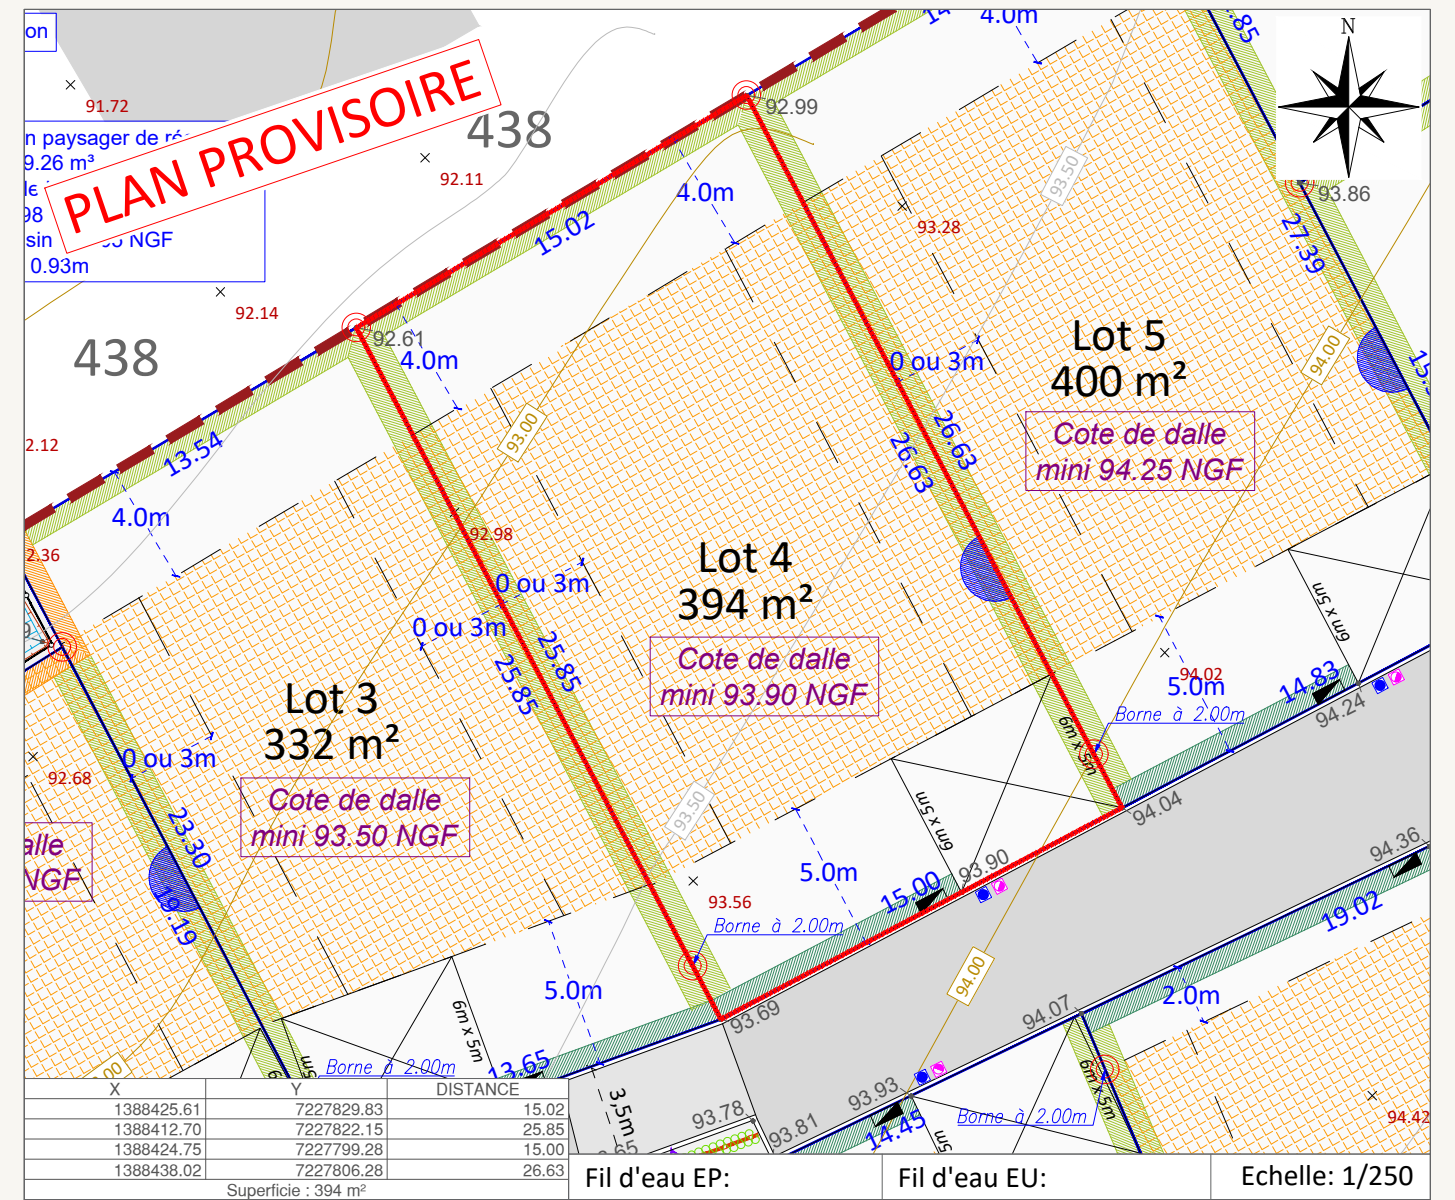 on
PLAN PROVISOIRE
438
438
N
91.72
92.11
92.14
n paysager de
9.26 m³
98
sin NGF
0.93m
4.0m
92.99
4.0m
15.02
93.28
93.50
93.86
27.39
92.61
4.0m
13.54
4.0m
2.12
2.36
93.00
94.00
0 ou 3m
Lot 5
400 m²
Cote de dalle
mini 94.25 NGF
26.63
26.63
92.98
0 ou 3m
0 ou 3m
Lot 4
394 m²
Cote de dalle
mini 93.90 NGF
25.85
25.85
Lot 3
332 m²
Cote de dalle
mini 93.50 NGF
0 ou 3m
92.68
alle
NGF
23.30
19.19
93.50
93.56
Borne à 2.00m
5.0m
5.0m
15.00
93.90
6m x 5m
6m x 5m
6m x 5m
94.02
5.0m
Borne à 2.00m
14.83
94.24
94.04
94.36
19.02
94.00
94.07
2.0m
93.69
6m x 5m
13.65
Borne à 2.00m
3,5m
93.78
93.81
93.93
14.45
Borne à 2.00m
6m x 5m
5m
94.42
X Y DISTANCE
1388425.61 7227829.83 15.02
1388412.70 7227822.15 25.85
1388424.75 7227799.28 15.00
1388438.02 7227806.28 26.63
Superficie : 394 m²
Fil d'eau EP:
Fil d'eau EU:
Echelle: 1/250